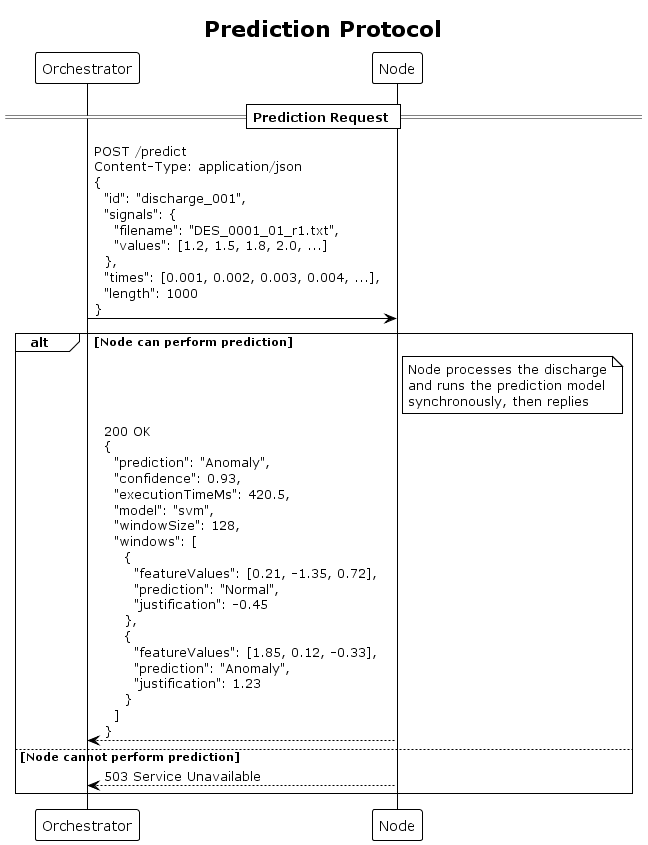 Prediction Protocol
Orchestrator
Node
Prediction Request
POST /predict
Content-Type: application/json
{
"id": "discharge_001",
"signals": {
"filename": "DES_0001_01_r1.txt",
"values": [1.2, 1.5, 1.8, 2.0, ...]
},
"times": [0.001, 0.002, 0.003, 0.004, ...],
"length": 1000
}
alt
[Node can perform prediction]
Node processes the discharge
and runs the prediction model
synchronously, then replies
200 OK
{
"prediction": "Anomaly",
"confidence": 0.93,
"executionTimeMs": 420.5,
"model": "svm",
"windowSize": 128,
"windows": [
{
"featureValues": [0.21, -1.35, 0.72],
"prediction": "Normal",
"justification": -0.45
},
{
"featureValues": [1.85, 0.12, -0.33],
"prediction": "Anomaly",
"justification": 1.23
}
]
}
[Node cannot perform prediction]
503 Service Unavailable
Orchestrator
Node